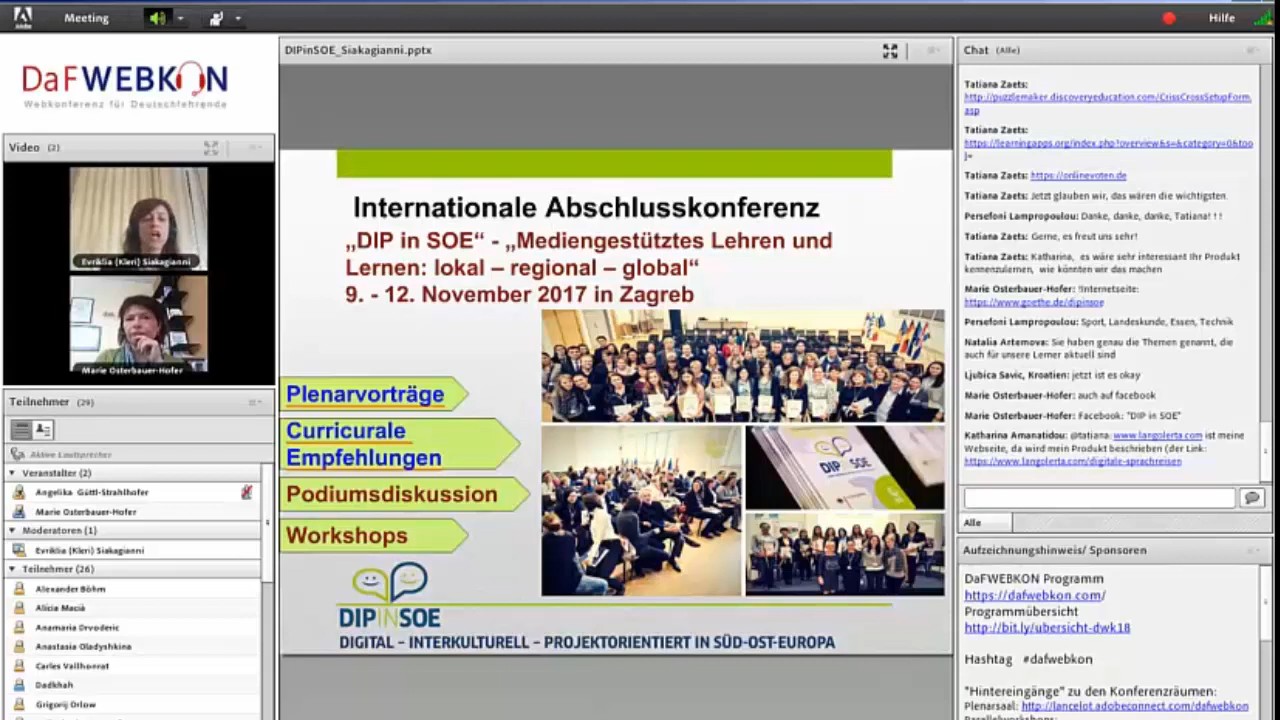 Meeting
Hilfe
DaFWEBKON
Webkonferenz für Deutschlehrende
Video (2)
Evriklia (Kleri) Siakagianni
Marie Osterbauer-Hofer
Teilnehmer (29)
Aktive Lautsprecher
Veranstalter (2)
Angelika Güttl-Strahlhofer
Marie Osterbauer-Hofer
Moderatoren (1)
Evriklia (Kleri) Siakagianni
Teilnehmer (26)
Alexander Böhm
Alicia Macià
Anamaria Drvoderic
Anastasia Oladyshkina
Carles Vallhonrat
Dadkhah
Grigorij Orlow
DIPinSOE_Siakagianni.pptx
Internationale Abschlusskonferenz
„DIP in SOE“ - „Mediengestütztes Lehren und
Lernen: lokal – regional – global“
9. - 12. November 2017 in Zagreb
Plenarvorträge
Curricurale
Empfehlungen
Podiumsdiskussion
Workshops
DIP IN SOE
DIPINSOE
DIGITAL – INTERKULTURELL – PROJEKTORIENTIERT IN SÜD-OST-EUROPA
Chat (Alle)
Tatiana Zaets:
http://puzzlemaker.discoveryeducation.com/CrissCrossSetupForm.
asp
Tatiana Zaets:
https://learningapps.org/index.php?overview&s=&category=0&too
l=
Tatiana Zaets: https://onlinevoten.de
Tatiana Zaets: Jetzt glauben wir, das wären die wichtigsten.
Persefoni Lampropoulou: Danke, danke, danke, Tatiana! ! !
Tatiana Zaets: Gerne, es freut uns sehr!
Tatiana Zaets: Katharina, es wäre sehr interessant Ihr Produkt
kennenzulernen, wie könnten wir das machen
Marie Osterbauer-Hofer: !Internetseite:
https://www.goethe.de/dipinsoe
Persefoni Lampropoulou: Sport, Landeskunde, Essen, Technik
Natalia Artemova: Sie haben genau die Themen genannt, die
auch für unsere Lerner aktuell sind
Ljubica Savic, Kroatien: jetzt ist es okay
Marie Osterbauer-Hofer: auch auf facebook
Marie Osterbauer-Hofer: Facebook: "DIP in SOE"
Katharina Amanatidou: @tatiana: www.langolerta.com ist meine
Webseite, da wird mein Produkt beschrieben (der Link:
https://www.langolerta.com/digitale-sprachreisen
Alle
Aufzeichnungshinweis/ Sponsoren
DaFWEBKON Programm
https://dafwebkon.com/
Programmübersicht
http://bit.ly/ubersicht-dwk18
Hashtag #dafwebkon
"Hintereingänge" zu den Konferenzräumen:
Plenarsaal: http://lancelot.adobeconnect.com/dafwebkon